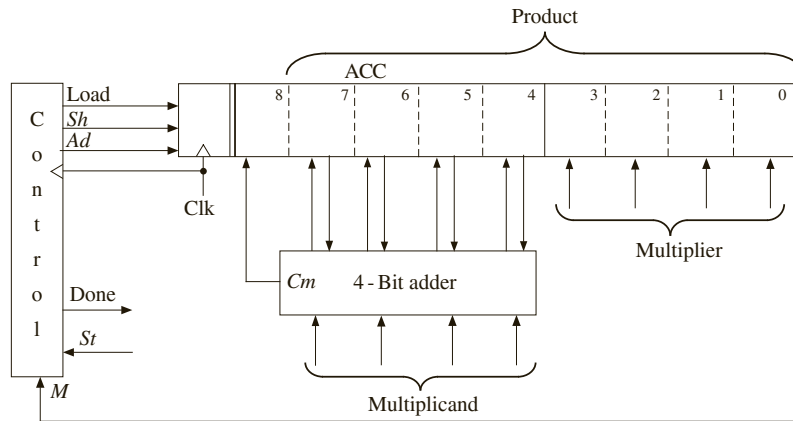 Product
ACC
8 7 6 5 4 3 2 1 0
Load
Sh
Ad
Control
Clk
Multiplier
Cm 4 - Bit adder
Done
St
M
Multiplicand